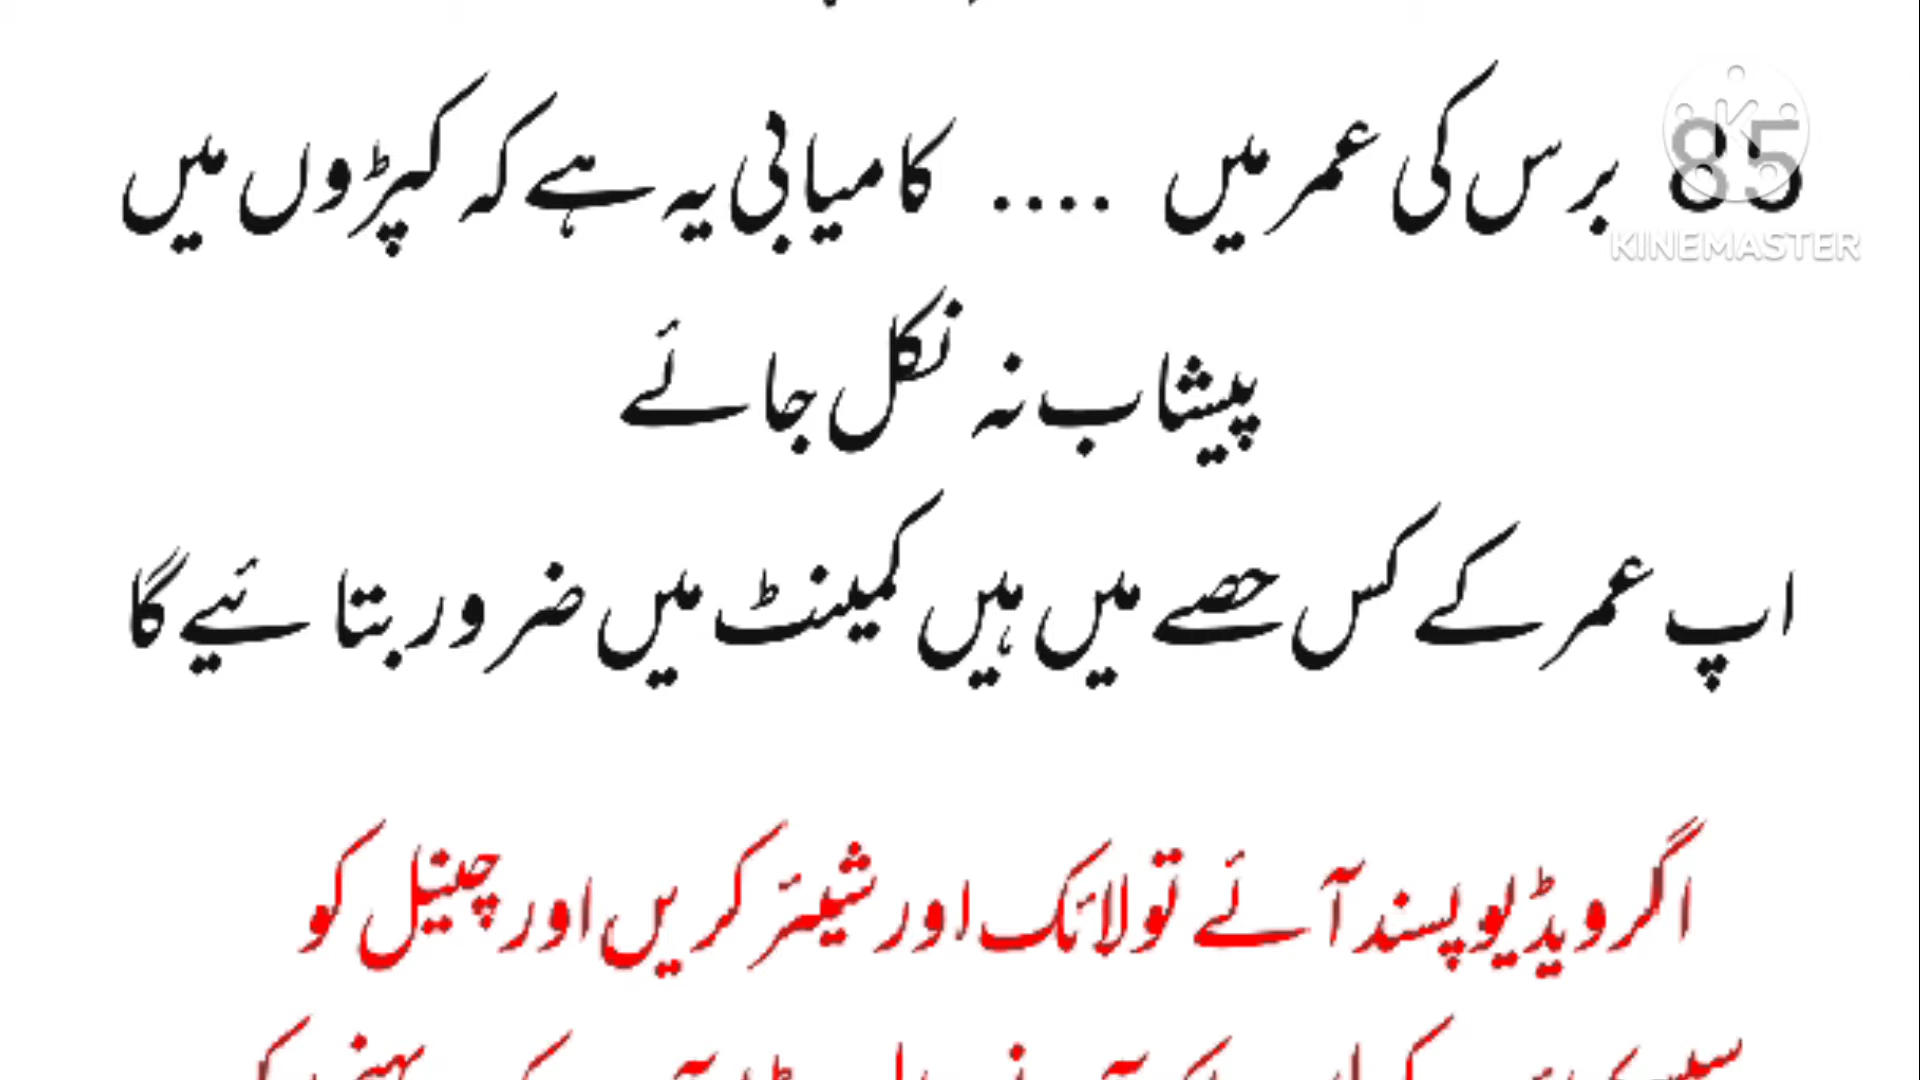 85 برس کی عمر میں .... کامیابی یہ ہے کہ کپڑوں میں
پیشاب نہ نکل جائے
اپ عمر کے کس حصے میں ہیں کمینٹ میں ضرور بتائیے گا
اگر ویڈیو پسند آئے تو لائک اور شیئر کریں اور چینیل کو
KINEMASTER